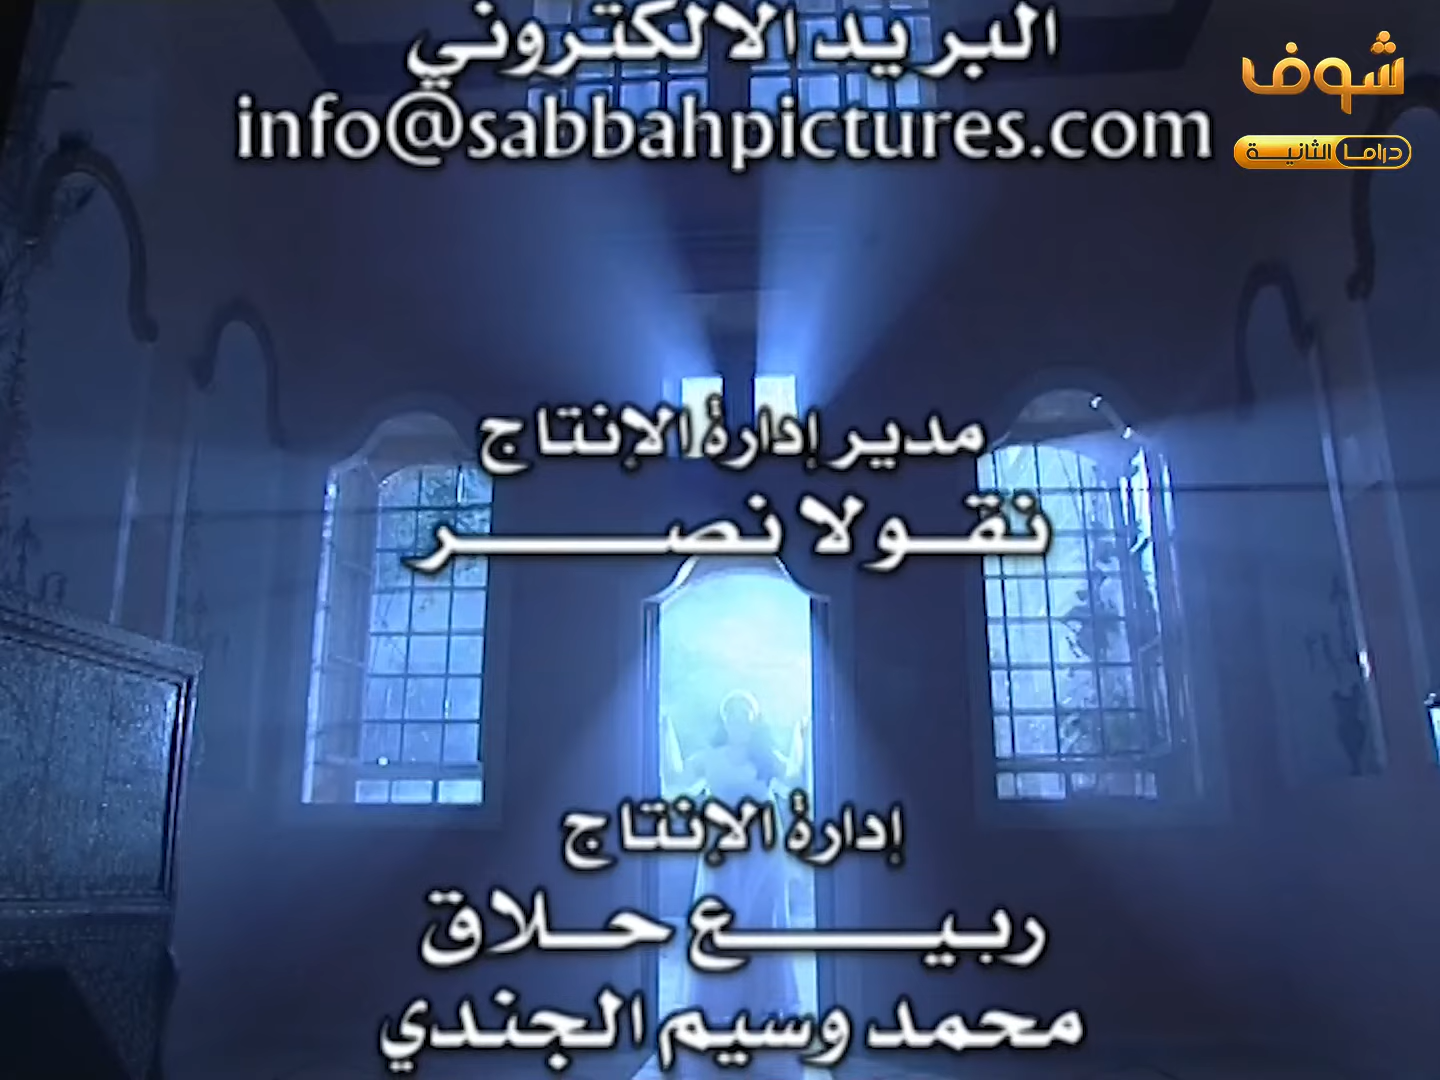 البريد الالكتروني
info@sabbahpictures.com
شوف
دراما الثانية
مدير إدارة الإنتاج
نقولا نصر
إدارة الإنتاج
ربيع حلاق
محمد وسيم الجندي